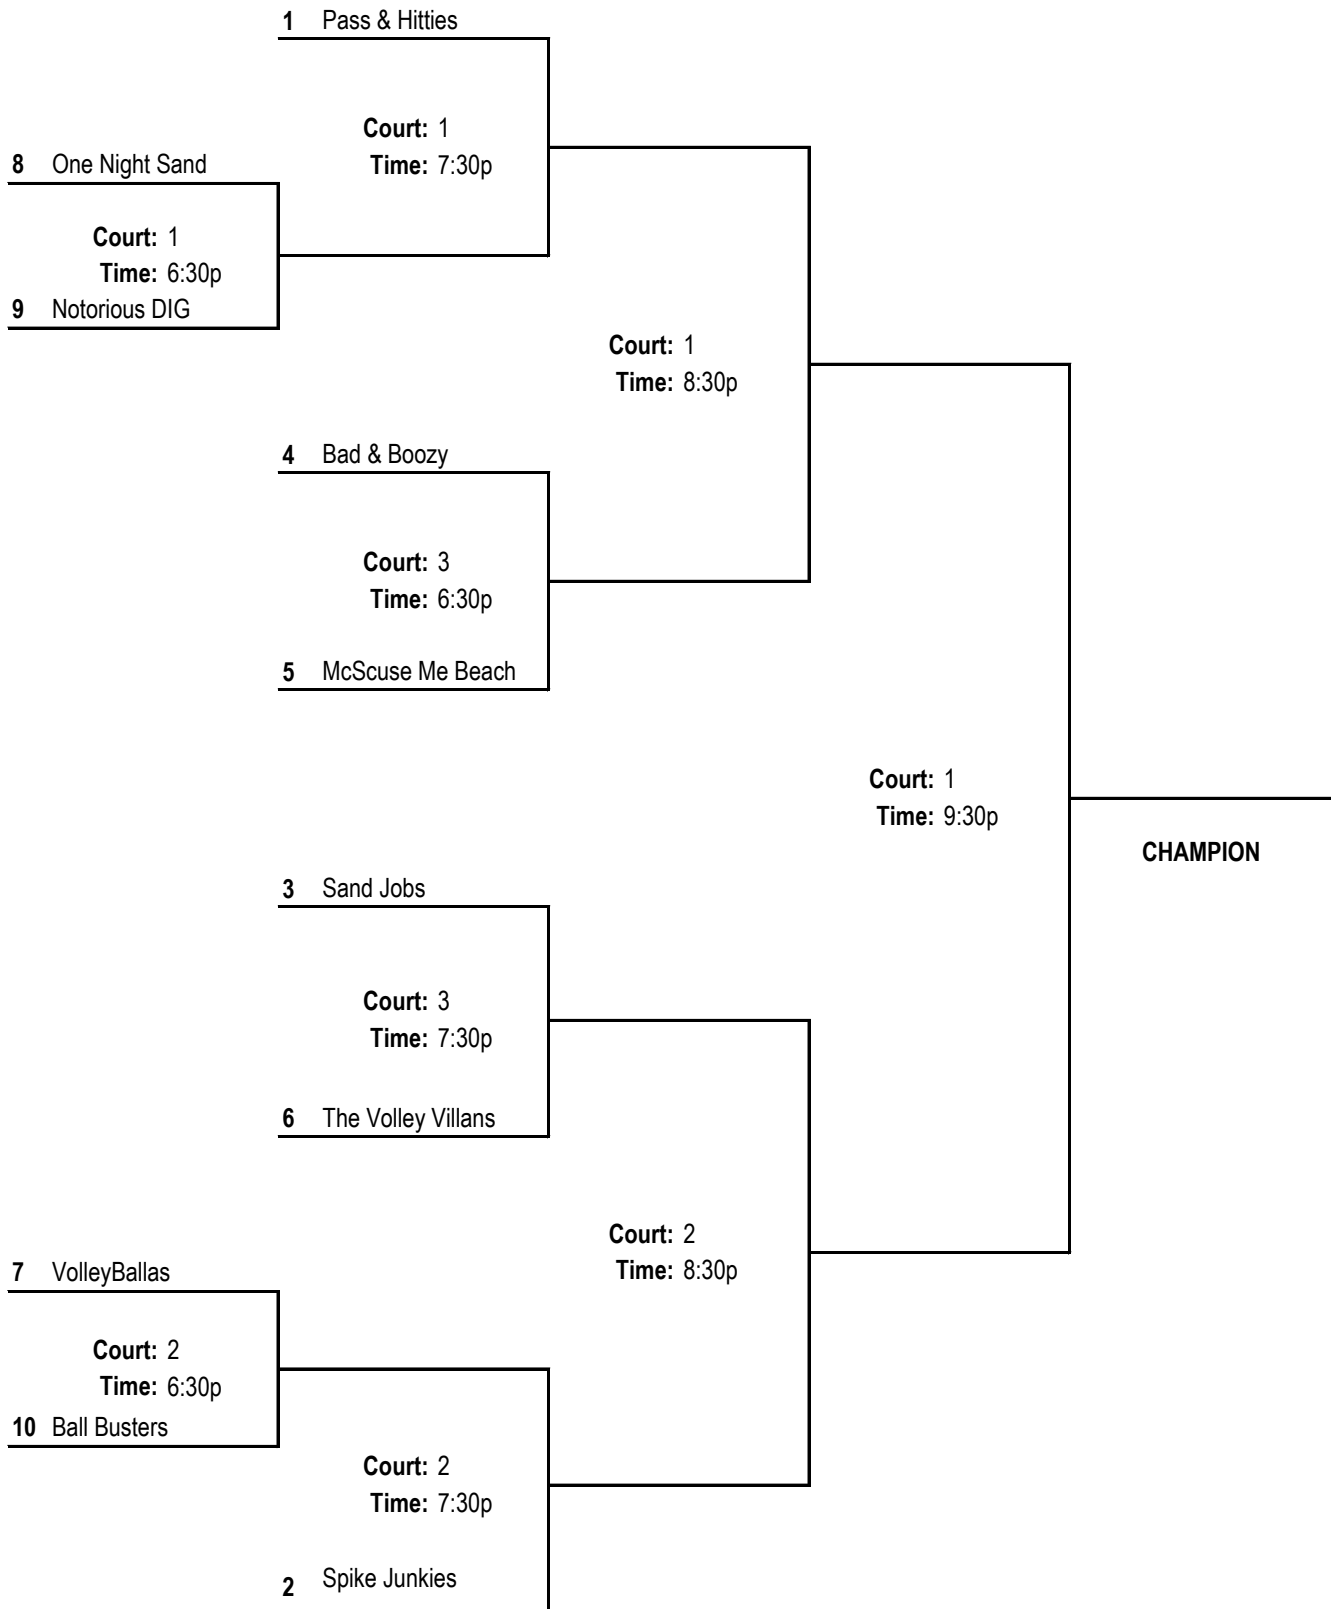 1 Pass & Hitties
Court: 1
Time: 7:30p
8 One Night Sand
Court: 1
Time: 6:30p
9 Notorious DIG
Court: 1
Time: 8:30p
4 Bad & Boozy
Court: 3
Time: 6:30p
5 McScuse Me Beach
Court: 1
Time: 9:30p
CHAMPION
3 Sand Jobs
Court: 3
Time: 7:30p
6 The Volley Villans
Court: 2
Time: 8:30p
7 VolleyBallas
Court: 2
Time: 6:30p
10 Ball Busters
Court: 2
Time: 7:30p
2 Spike Junkies